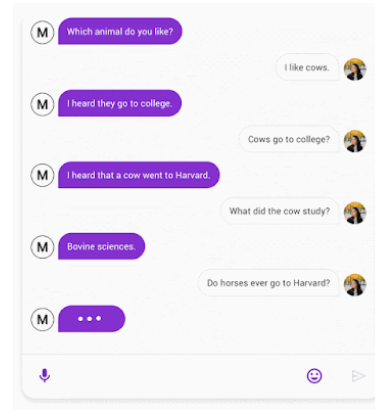 M Which animal do you like?
I like cows.
M I heard they go to college.
Cows go to college?
M I heard that a cow went to Harvard.
What did the cow study?
M Bovine sciences.
Do horses ever go to Harvard?
M